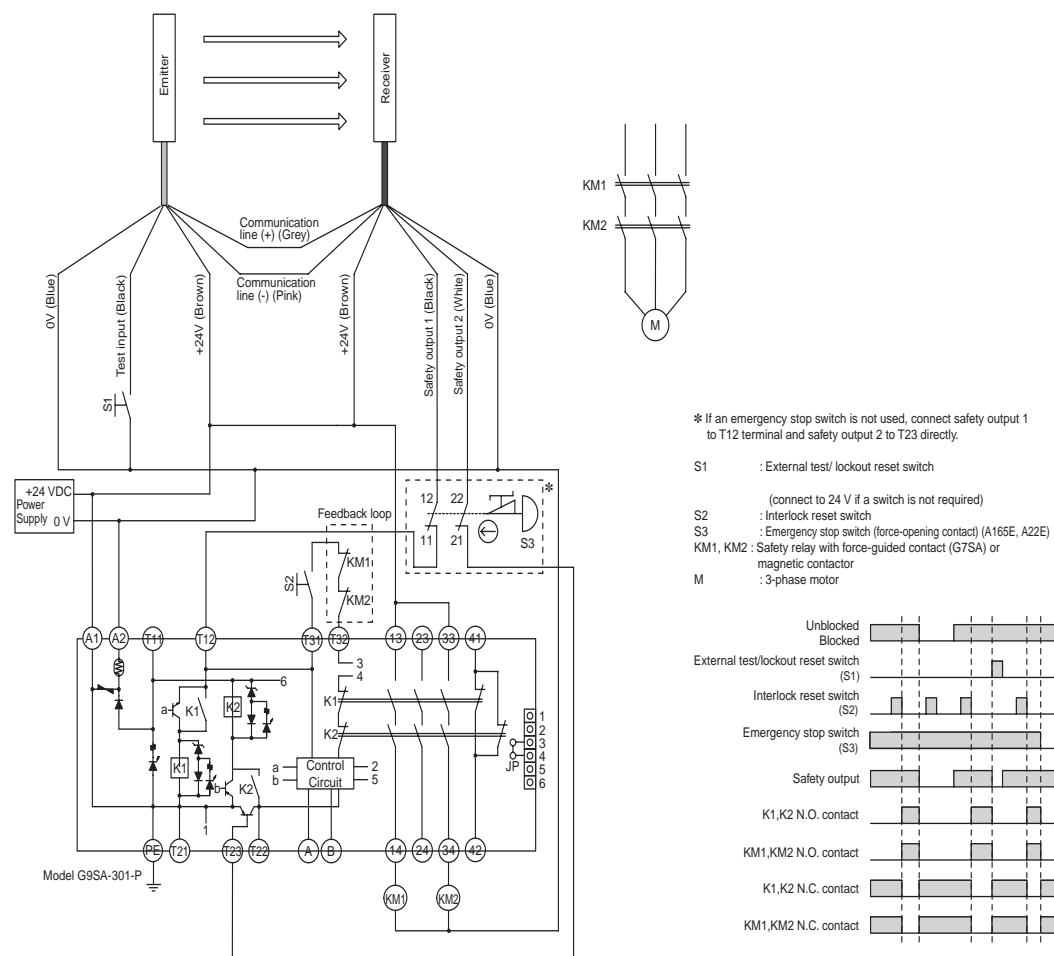 Emitter
Receiver
Communication
line (+) (Grey)
Communication
line (-) (Pink)
0V (Blue)
Test input (Black)
+24V (Brown)
+24V (Brown)
Safety output 1 (Black)
Safety output 2 (White)
0V (Blue)
S1
KM1
KM2
M
+24 VDC
Power
Supply 0 V
Feedback loop
12 22
11 21
S3
*
S2
KM1
KM2
A1 A2 T11 T12 T31 T32 13 23 33 41
3
4
6
a K1 K2
K1
K2
K1
b K2
a
b
Control
Circuit
2
5
1
JP
1
2
3
4
5
6
PE T21 T23 T22 A B 14 24 34 42
Model G9SA-301-P
KM1 KM2
* If an emergency stop switch is not used, connect safety output 1
to T12 terminal and safety output 2 to T23 directly.
S1 : External test/ lockout reset switch
(connect to 24 V if a switch is not required)
S2 : Interlock reset switch
S3 : Emergency stop switch (force-opening contact) (A165E, A22E)
KM1, KM2 : Safety relay with force-guided contact (G7SA) or
magnetic contactor
M : 3-phase motor
Unblocked
Blocked
External test/lockout reset switch
(S1)
Interlock reset switch
(S2)
Emergency stop switch
(S3)
Safety output
K1,K2 N.O. contact
KM1,KM2 N.O. contact
K1,K2 N.C. contact
KM1,KM2 N.C. contact